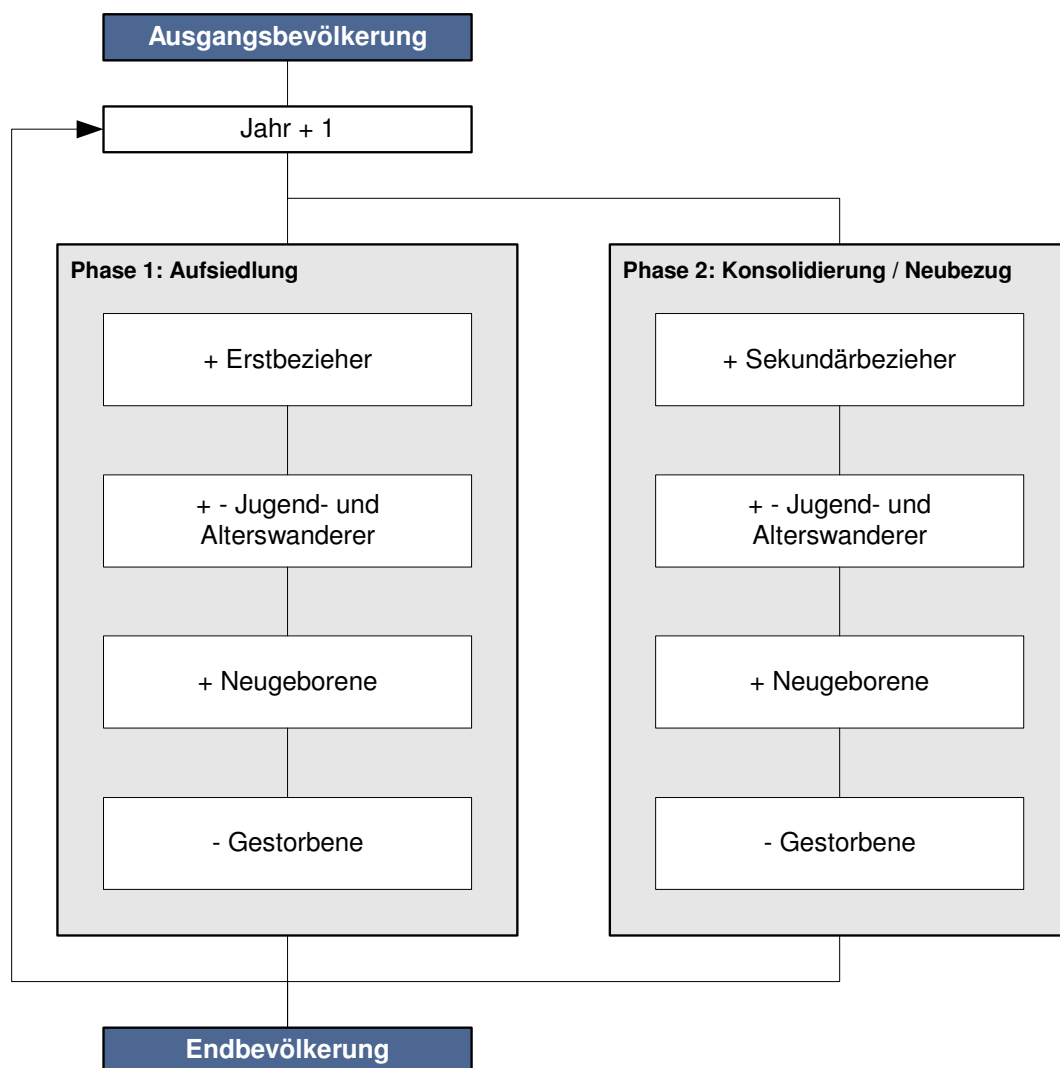 Ausgangsbevölkerung
Jahr + 1
Phase 1: Aufsiedlung
+ Erstbezieher
+ - Jugend- und
Alterswanderer
+ Neugeborene
- Gestorbene
Phase 2: Konsolidierung / Neubezug
+ Sekundärbezieher
+ - Jugend- und
Alterswanderer
+ Neugeborene
- Gestorbene
Endbevölkerung